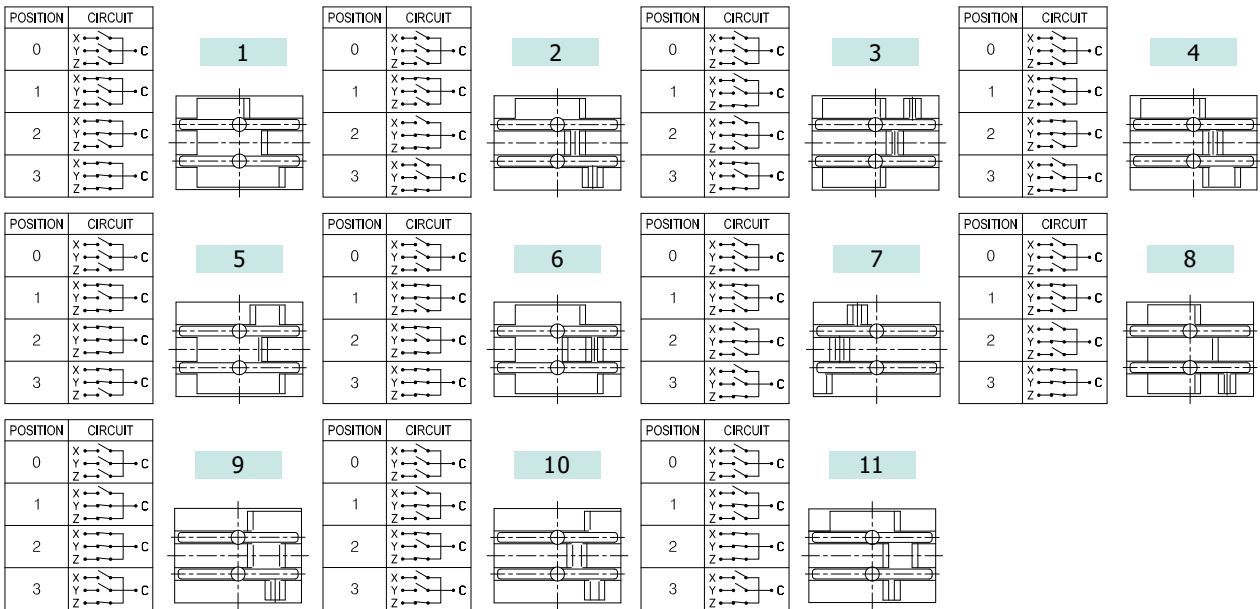 POSITION CIRCUIT
0 X Y Z C
1 X Y Z C
2 X Y Z C
3 X Y Z C
1
POSITION CIRCUIT
0 X Y Z C
1 X Y Z C
2 X Y Z C
3 X Y Z C
2
POSITION CIRCUIT
0 X Y Z C
1 X Y Z C
2 X Y Z C
3 X Y Z C
3
POSITION CIRCUIT
0 X Y Z C
1 X Y Z C
2 X Y Z C
3 X Y Z C
4
POSITION CIRCUIT
0 X Y Z C
1 X Y Z C
2 X Y Z C
3 X Y Z C
5
POSITION CIRCUIT
0 X Y Z C
1 X Y Z C
2 X Y Z C
3 X Y Z C
6
POSITION CIRCUIT
0 X Y Z C
1 X Y Z C
2 X Y Z C
3 X Y Z C
7
POSITION CIRCUIT
0 X Y Z C
1 X Y Z C
2 X Y Z C
3 X Y Z C
8
POSITION CIRCUIT
0 X Y Z C
1 X Y Z C
2 X Y Z C
3 X Y Z C
9
POSITION CIRCUIT
0 X Y Z C
1 X Y Z C
2 X Y Z C
3 X Y Z C
10
POSITION CIRCUIT
0 X Y Z C
1 X Y Z C
2 X Y Z C
3 X Y Z C
11